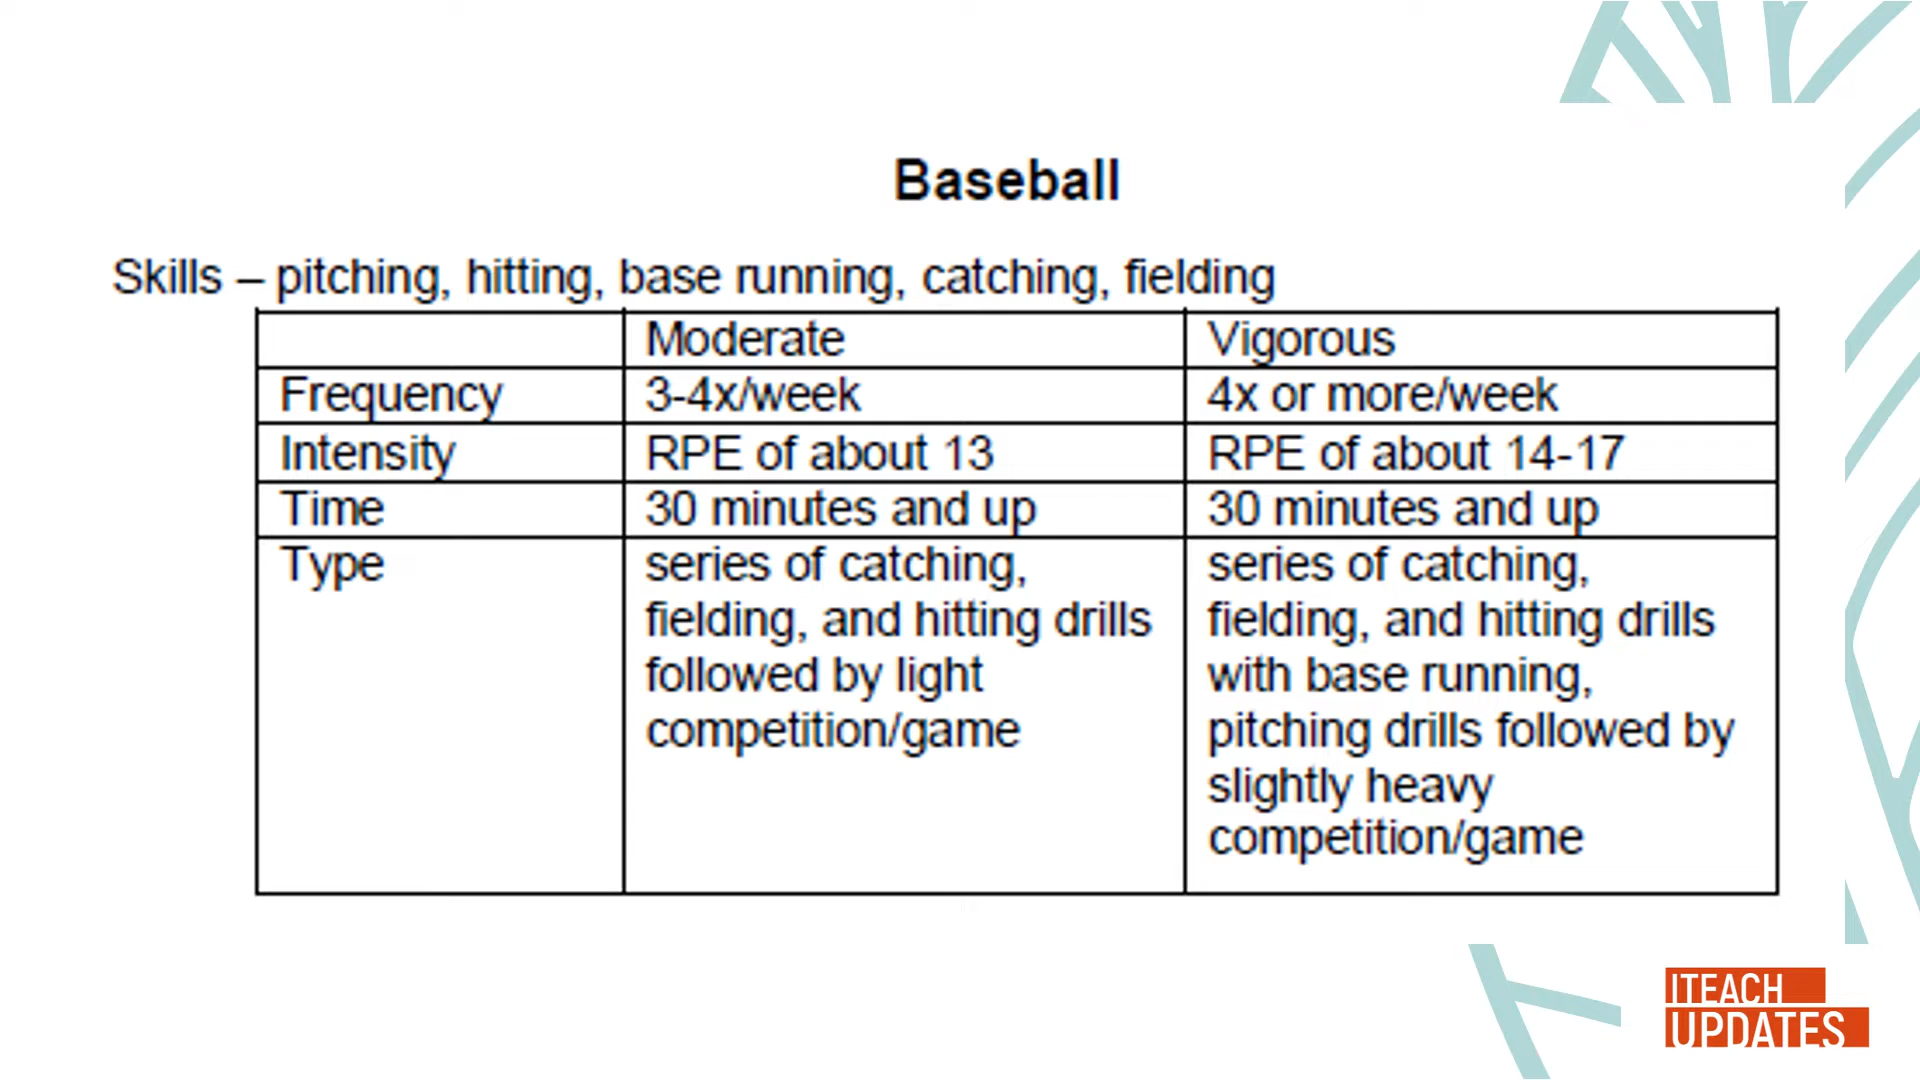 Baseball
Skills – pitching, hitting, base running, catching, fielding
Moderate Vigorous
Frequency 3-4x/week 4x or more/week
Intensity RPE of about 13 RPE of about 14-17
Time 30 minutes and up 30 minutes and up
Type series of catching, series of catching,
fielding, and hitting drills fielding, and hitting drills
followed by light with base running,
competition/game pitching drills followed by
slightly heavy
competition/game
ITEACH
UPDATES